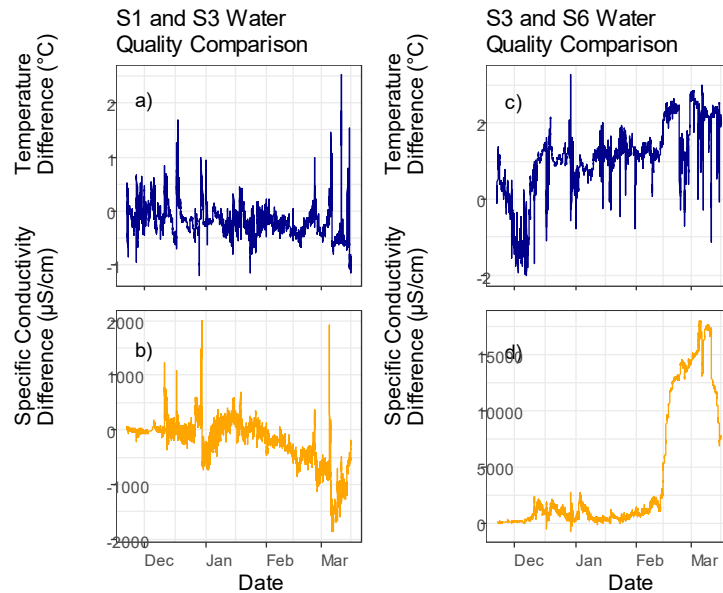 S1 and S3 Water
Quality Comparison
S3 and S6 Water
Quality Comparison
Temperature
Difference (°C)
a)
2
1
0
-1
Temperature
Difference (°C)
c)
2
0
-2
Specific Conductivity
Difference (µS/cm)
b)
2000
1000
0
-1000
-2000
Dec
Jan
Feb
Mar
Date
Specific Conductivity
Difference (µS/cm)
d)
15000
10000
5000
0
Dec
Jan
Feb
Mar
Date